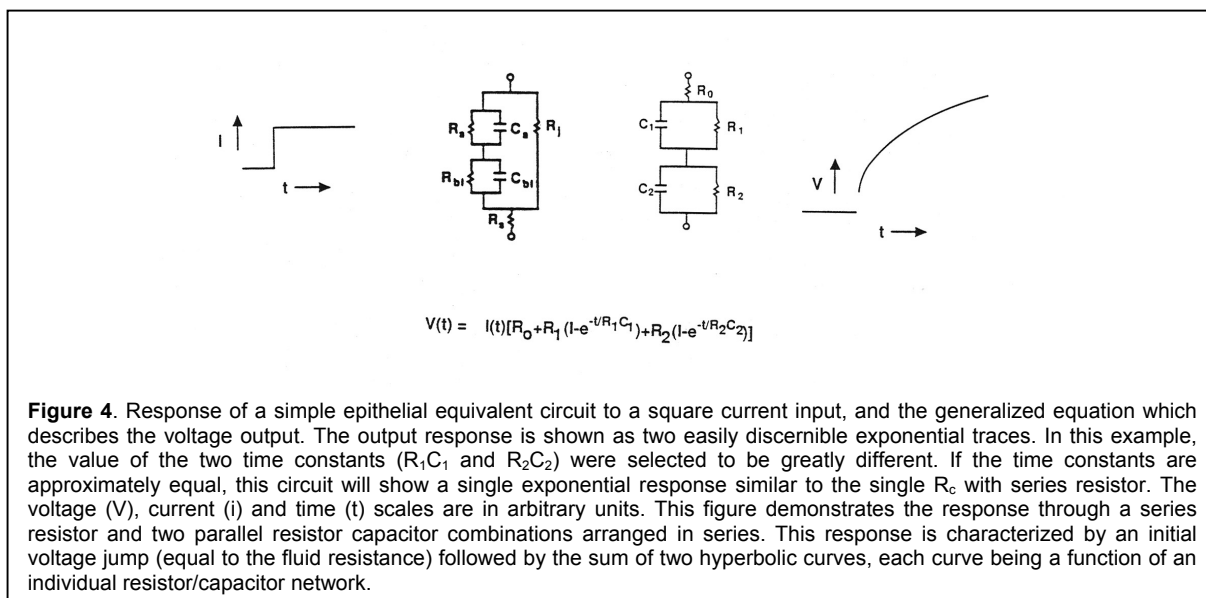 I
t
Rₐ
Cₐ
Rⱼ
R_bl
C_bl
Rₛ
R₀
C₁
R₁
C₂
R₂
V
t
V(t) = I(t)[R₀+R₁(I-e^-t/R₁C₁)+R₂(I-e^-t/R₂C₂)]
Figure 4. Response of a simple epithelial equivalent circuit to a square current input, and the generalized equation which
describes the voltage output. The output response is shown as two easily discernible exponential traces. In this example,
the value of the two time constants (R₁C₁ and R₂C₂) were selected to be greatly different. If the time constants are
approximately equal, this circuit will show a single exponential response similar to the single R_c with series resistor. The
voltage (V), current (i) and time (t) scales are in arbitrary units. This figure demonstrates the response through a series
resistor and two parallel resistor capacitor combinations arranged in series. This response is characterized by an initial
voltage jump (equal to the fluid resistance) followed by the sum of two hyperbolic curves, each curve being a function of an
individual resistor/capacitor network.